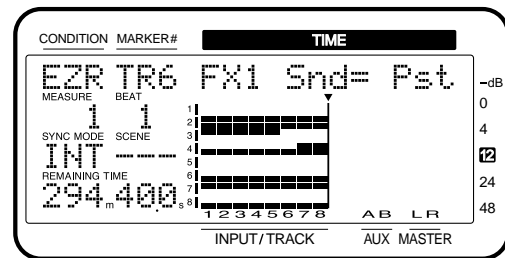 CONDITION MARKER# TIME
EZR TR6 FX1 Snd= Pst
MEASURE BEAT
1 1
SYNC MODE SCENE
INT ---
REMAINING TIME
294m400s
1
2
3
4
5
6
7
8
1 2 3 4 5 6 7 8 A B L R
INPUT/TRACK AUX MASTER
–dB
0
4
12
24
48